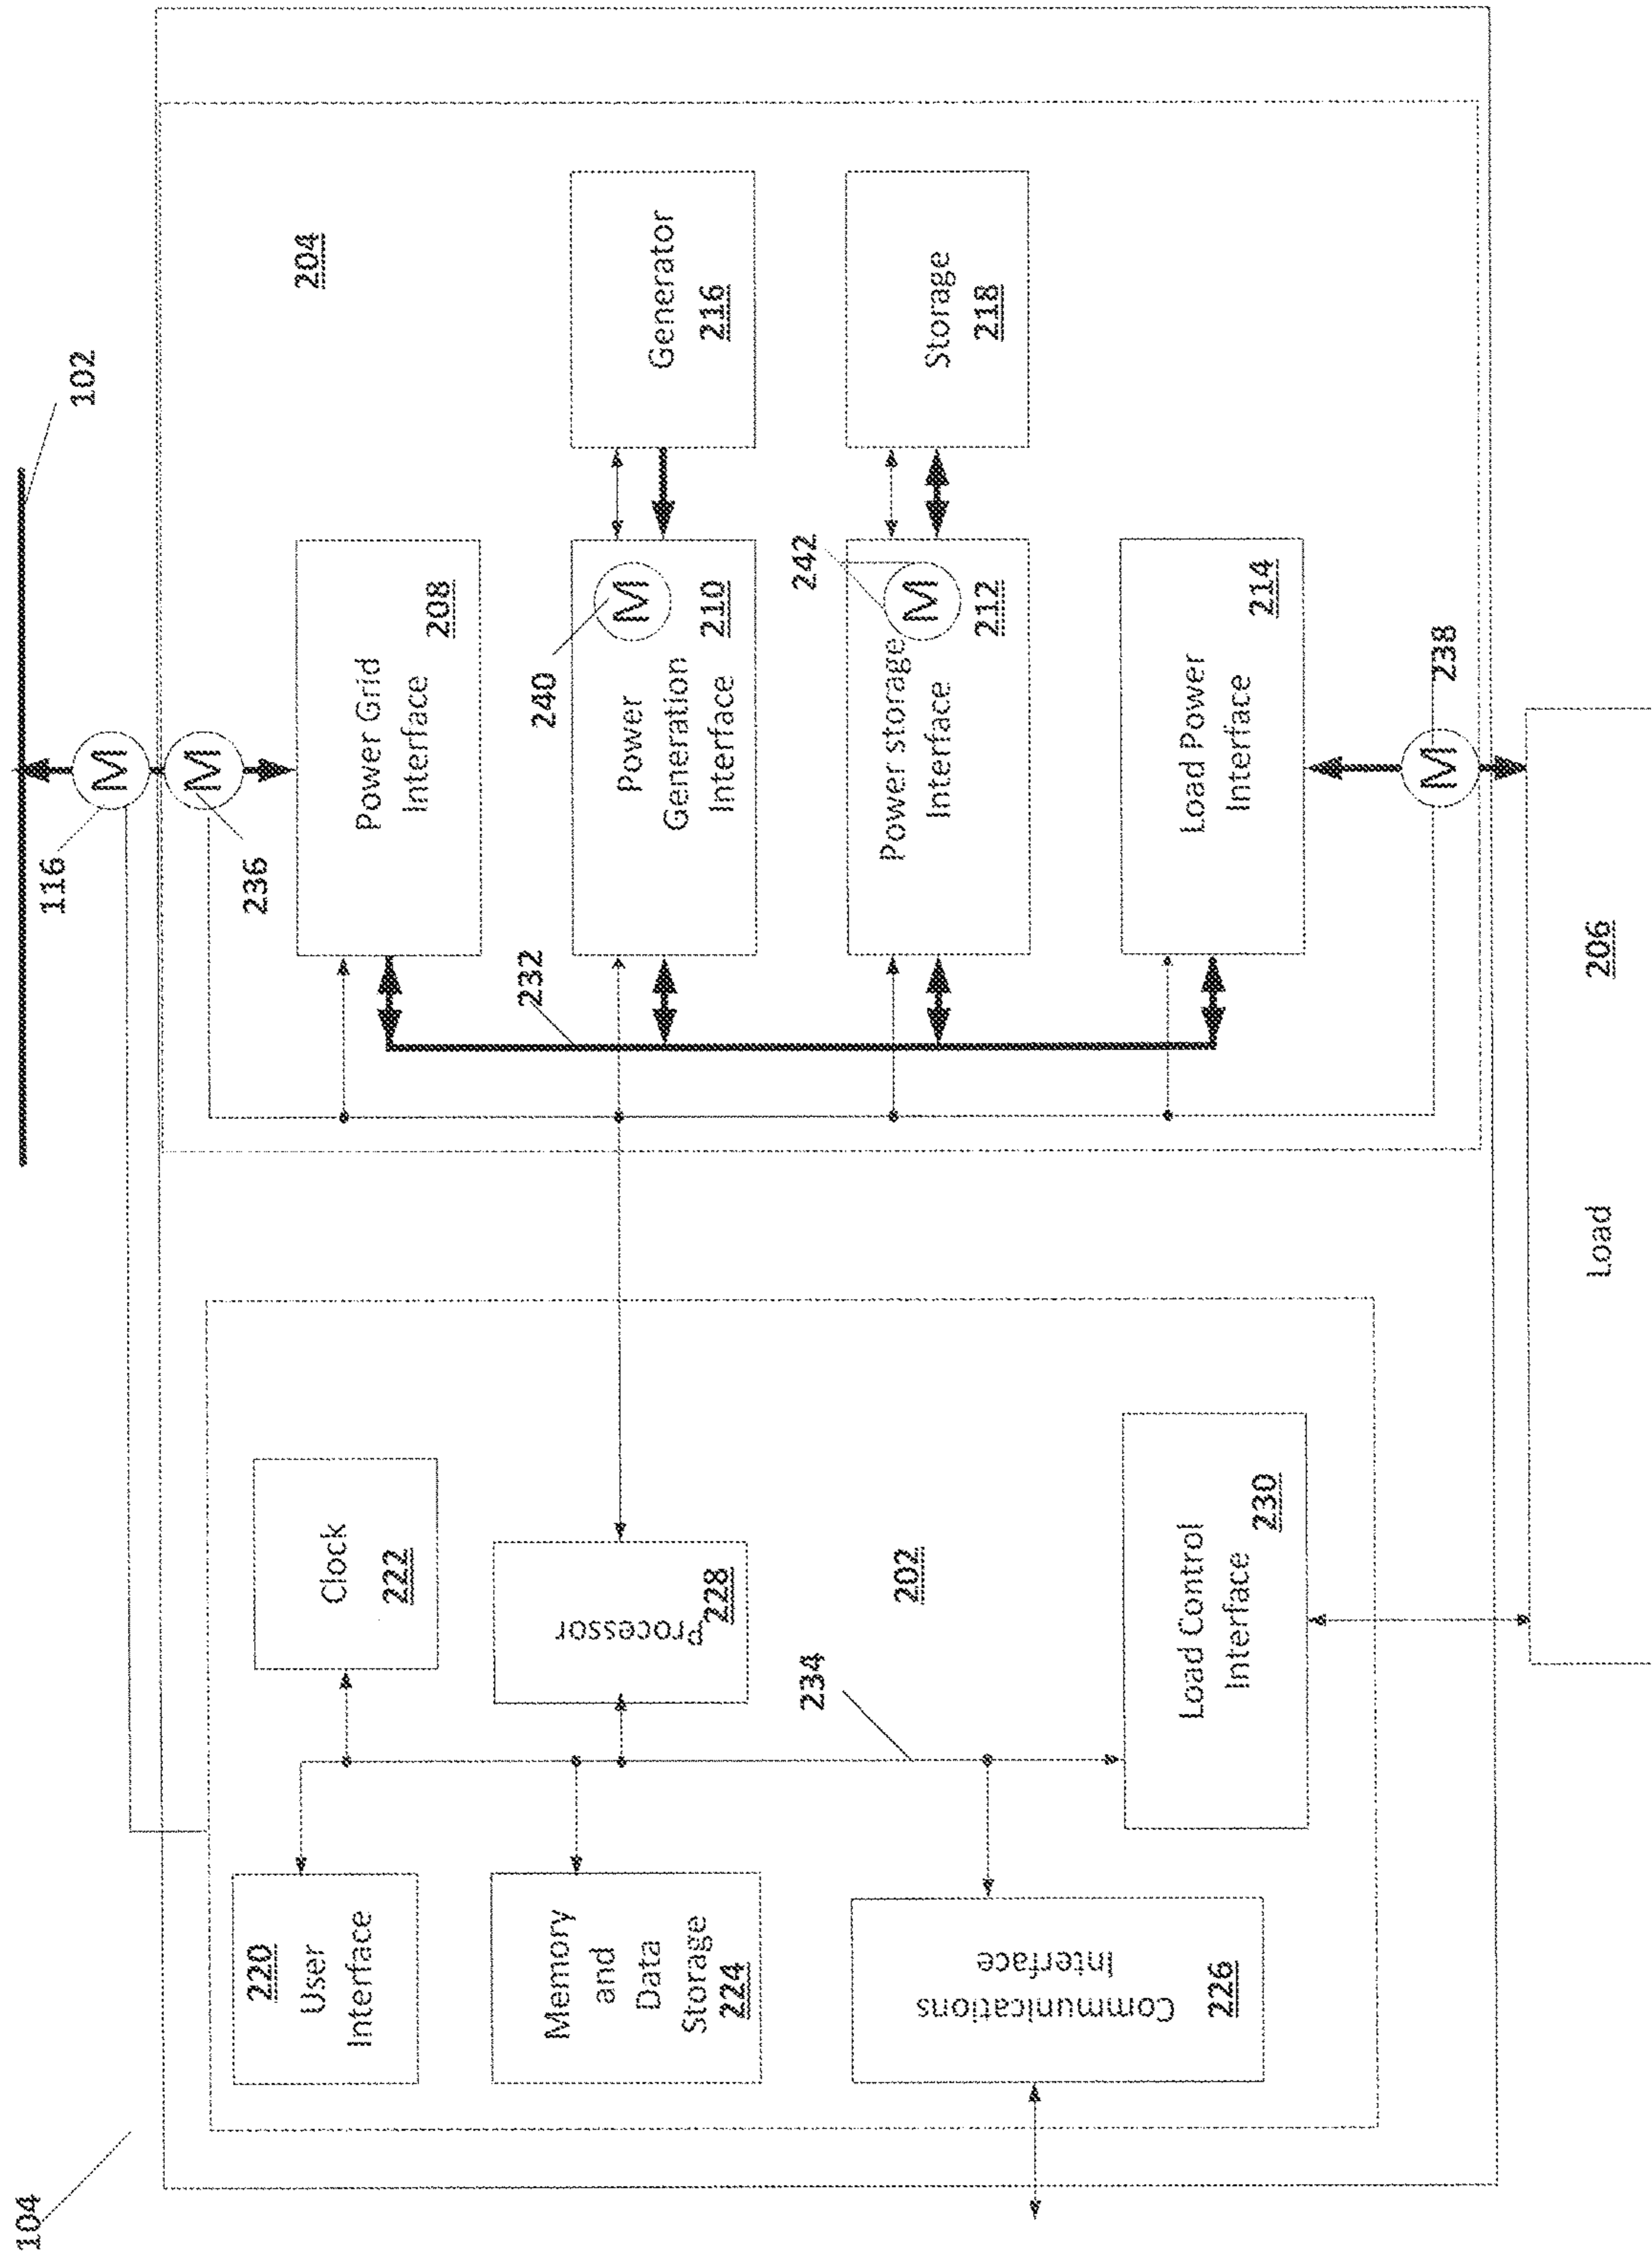 104
102
116
M
236
M
204
Power Grid
Interface
208
240
M
Power
Generation
Interface
210
Generator
216
242
M
Power storage
Interface
212
Storage
218
Load Power
Interface
214
232
238
M
220
User
Interface
Clock
222
Memory
and
Data
Storage
224
Processor
228
202
234
Communications
Interface
226
Load Control
Interface
230
Load
206